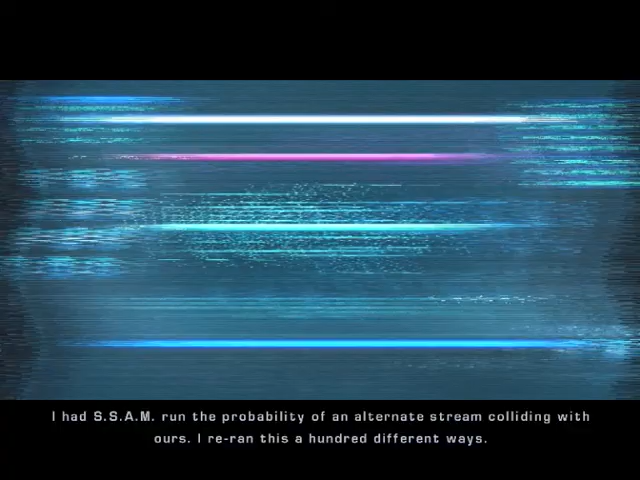 I had S.S.A.M. run the probability of an alternate stream colliding with
ours. I re-ran this a hundred different ways.